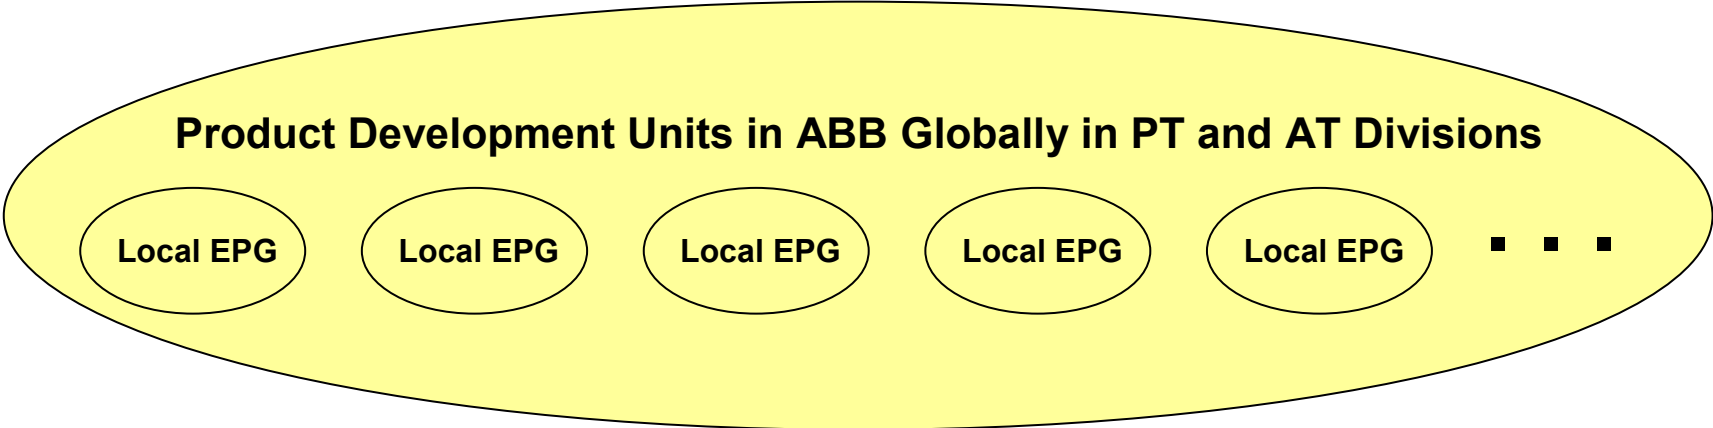 Product Development Units in ABB Globally in PT and AT Divisions
Local EPG Local EPG Local EPG Local EPG Local EPG . . .